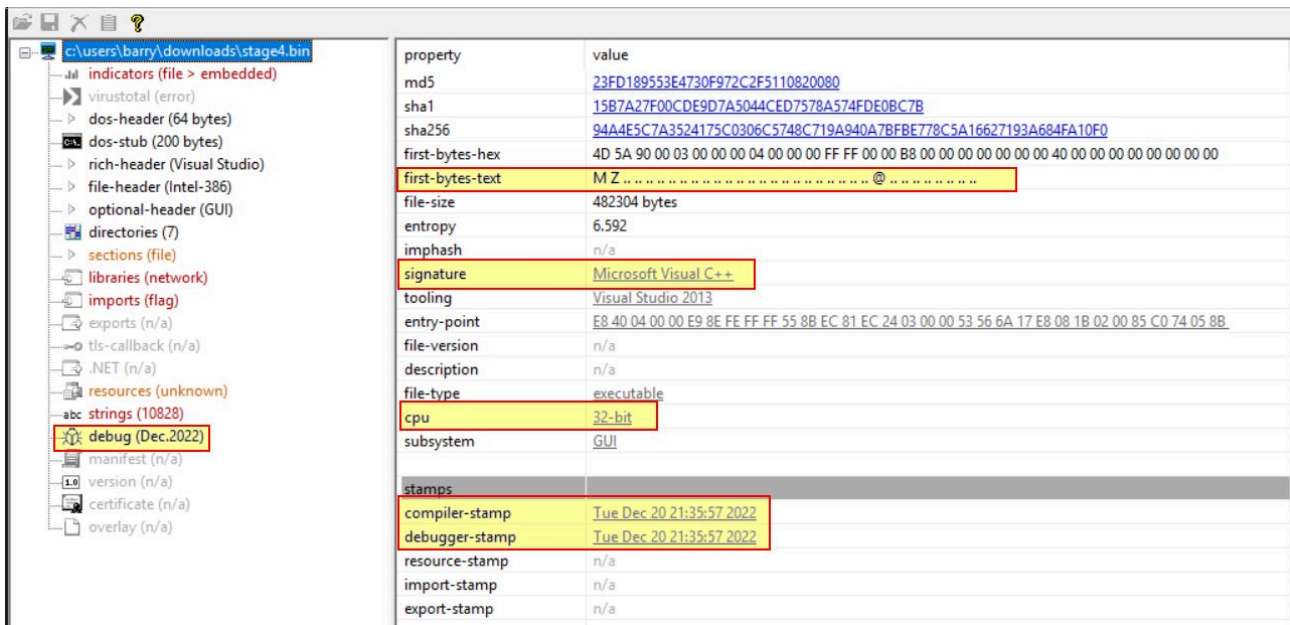 c:\users\barry\downloads\stage4.bin
indicators (file > embedded)
virustotal (error)
dos-header (64 bytes)
dos-stub (200 bytes)
rich-header (Visual Studio)
file-header (Intel-386)
optional-header (GUI)
directories (7)
sections (file)
libraries (network)
imports (flag)
exports (n/a)
tls-callback (n/a)
.NET (n/a)
resources (unknown)
abc strings (10828)
debug (Dec.2022)
manifest (n/a)
1.0 version (n/a)
certificate (n/a)
overlay (n/a)
property value
md5 23FD189553E4730F972C2F5110820080
sha1 15B7A27F00CDE9D7A5044CED7578A574FDE0BC7B
sha256 94A4E5C7A3524175C0306C5748C719A940A7BFBE778C5A16627193A684FA10F0
first-bytes-hex 4D 5A 90 00 03 00 00 00 04 00 00 00 FF FF 00 00 B8 00 00 00 00 00 00 00 40 00 00 00 00 00 00 00
first-bytes-text M Z .. .. .. .. .. .. .. .. .. .. .. .. .. .. .. .. .. .. .. .. .. .. @ .. .. .. .. .. .. ..
file-size 482304 bytes
entropy 6.592
imphash n/a
signature Microsoft Visual C++
tooling Visual Studio 2013
entry-point E8 40 04 00 00 E9 8E FE FF FF 55 8B EC 81 EC 24 03 00 00 53 56 6A 17 E8 08 1B 02 00 85 C0 74 05 8B
file-version n/a
description n/a
file-type executable
cpu 32-bit
subsystem GUI
stamps
compiler-stamp Tue Dec 20 21:35:57 2022
debugger-stamp Tue Dec 20 21:35:57 2022
resource-stamp n/a
import-stamp n/a
export-stamp n/a